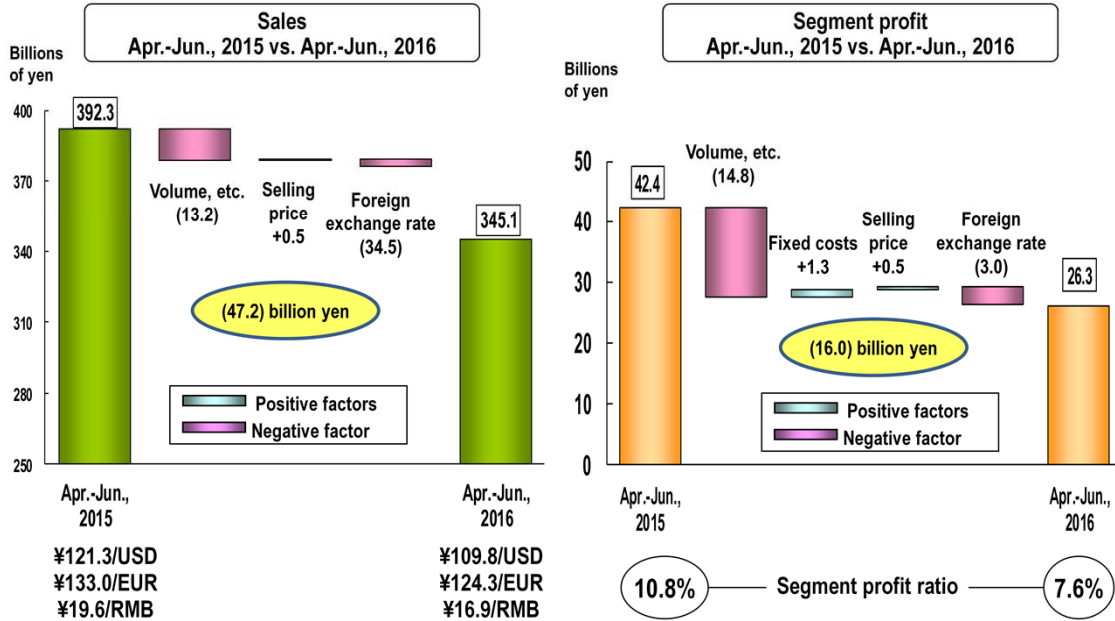 Sales
Apr.-Jun., 2015 vs. Apr.-Jun., 2016
Billions
of yen
400
370
340
310
280
250
392.3
Volume, etc.
(13.2)
Selling
price
+0.5
Foreign
exchange rate
(34.5)
345.1
(47.2) billion yen
Positive factors
Negative factor
Apr.-Jun.,
2015
Apr.-Jun.,
2016
¥121.3/USD
¥133.0/EUR
¥19.6/RMB
¥109.8/USD
¥124.3/EUR
¥16.9/RMB
Segment profit
Apr.-Jun., 2015 vs. Apr.-Jun., 2016
Billions
of yen
50
40
30
20
10
0
42.4
Volume, etc.
(14.8)
Fixed costs
+1.3
Selling
price
+0.5
Foreign
exchange rate
(3.0)
26.3
(16.0) billion yen
Positive factors
Negative factor
Apr.-Jun.,
2015
Apr.-Jun.,
2016
10.8%
Segment profit ratio
7.6%